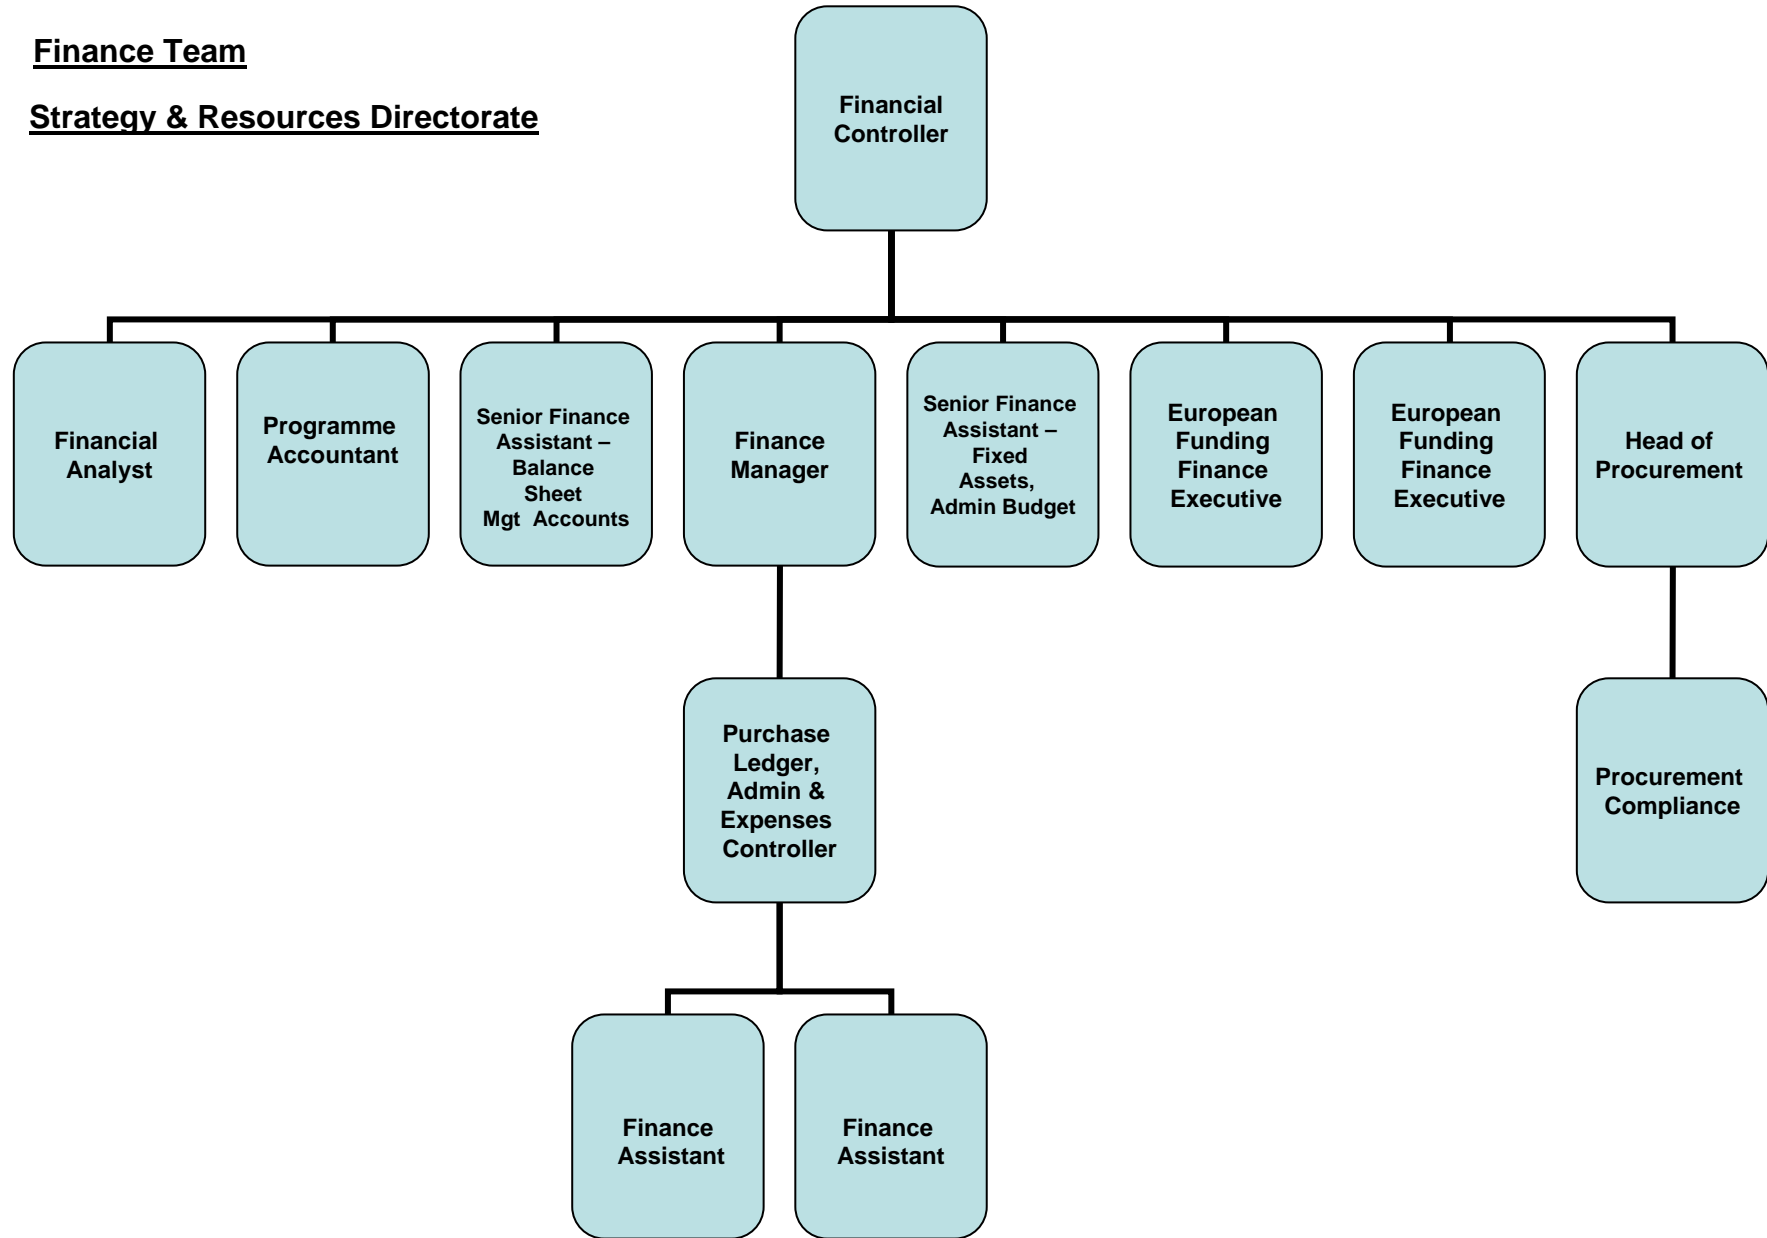 Finance Team
Strategy & Resources Directorate
Financial
Controller
Financial
Analyst
Programme
Accountant
Senior Finance
Assistant –
Balance
Sheet
Mgt Accounts
Finance
Manager
Senior Finance
Assistant –
Fixed
Assets,
Admin Budget
European
Funding
Finance
Executive
European
Funding
Finance
Executive
Head of
Procurement
Purchase
Ledger,
Admin &
Expenses
Controller
Procurement
Compliance
Finance
Assistant
Finance
Assistant